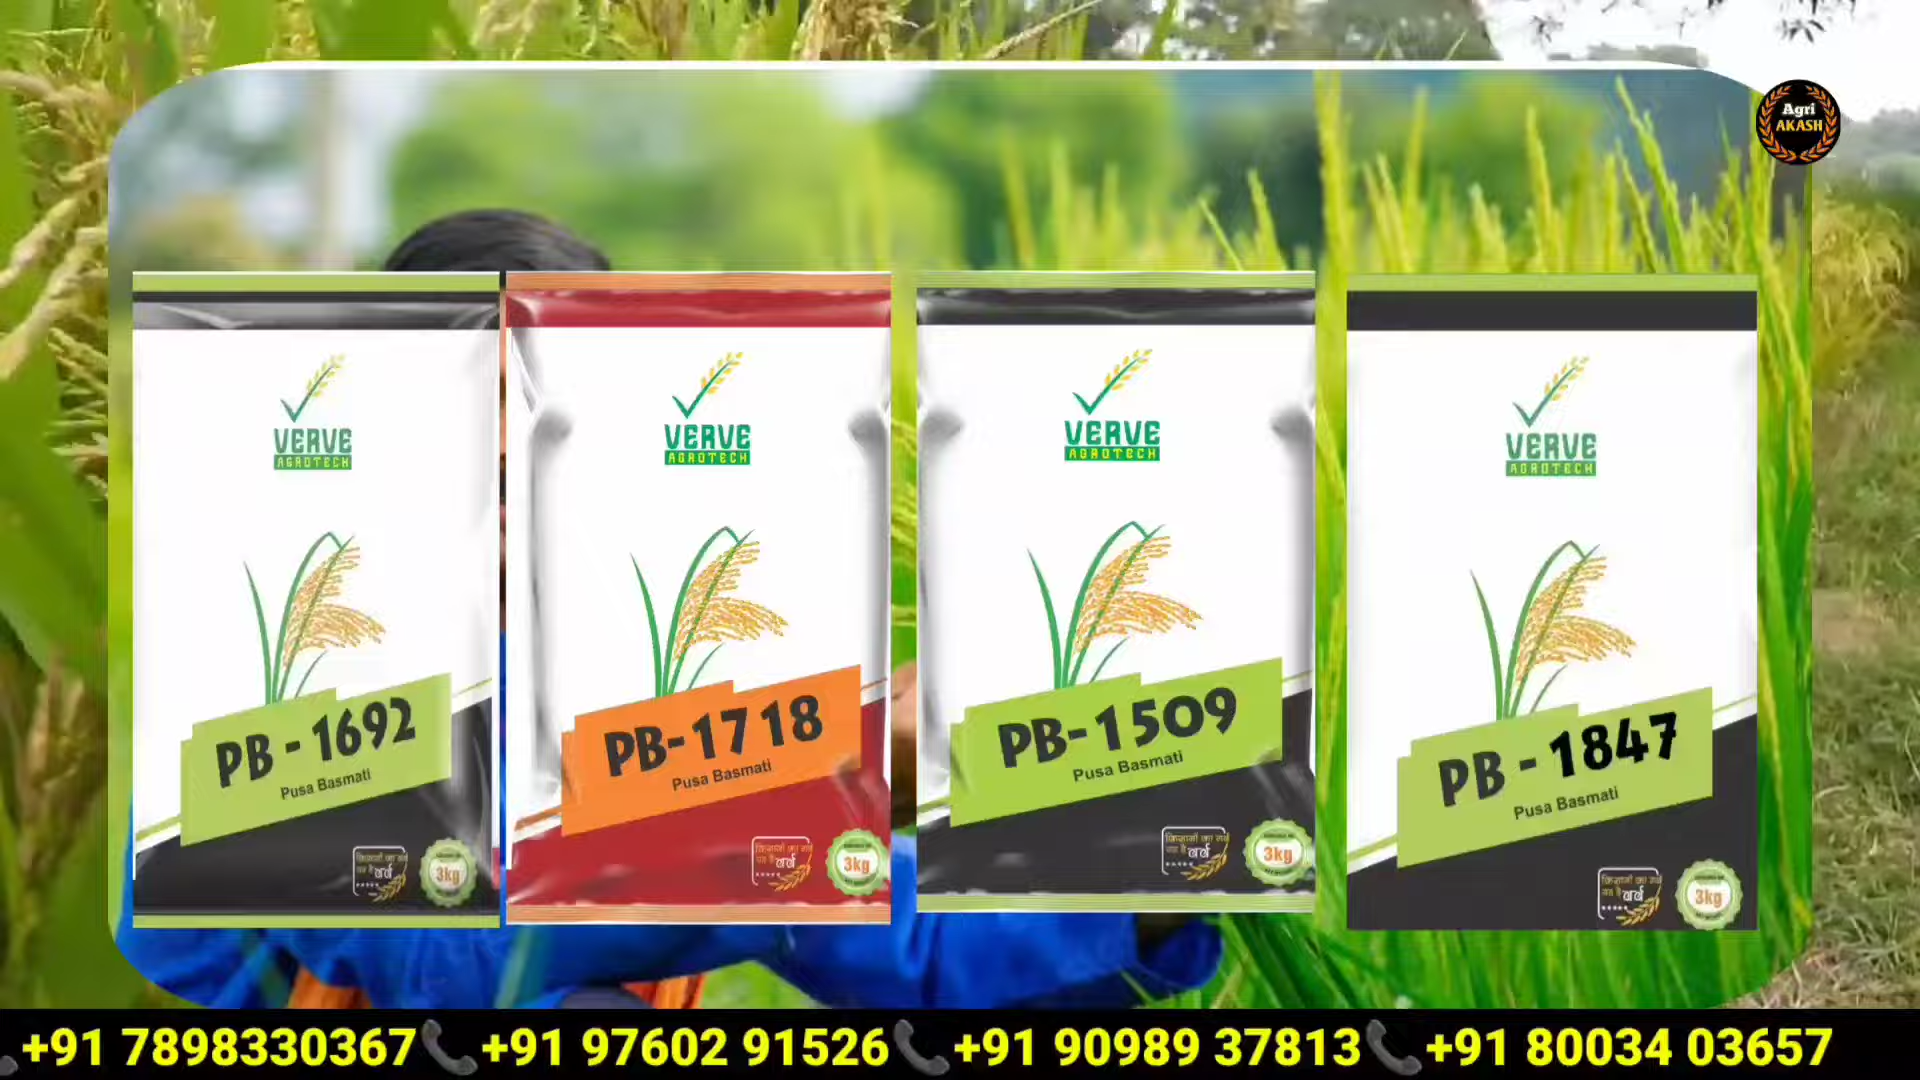 Agri
AKASH
VERVE
AGROTECH
PB - 1692
Pusa Basmati
3kg
VERVE
AGROTECH
PB-1718
Pusa Basmati
3kg
VERVE
AGROTECH
PB-1509
Pusa Basmati
3kg
VERVE
AGROTECH
PB - 1847
Pusa Basmati
3kg
+91 7898330367 +91 97602 91526 +91 90989 37813 +91 80034 03657